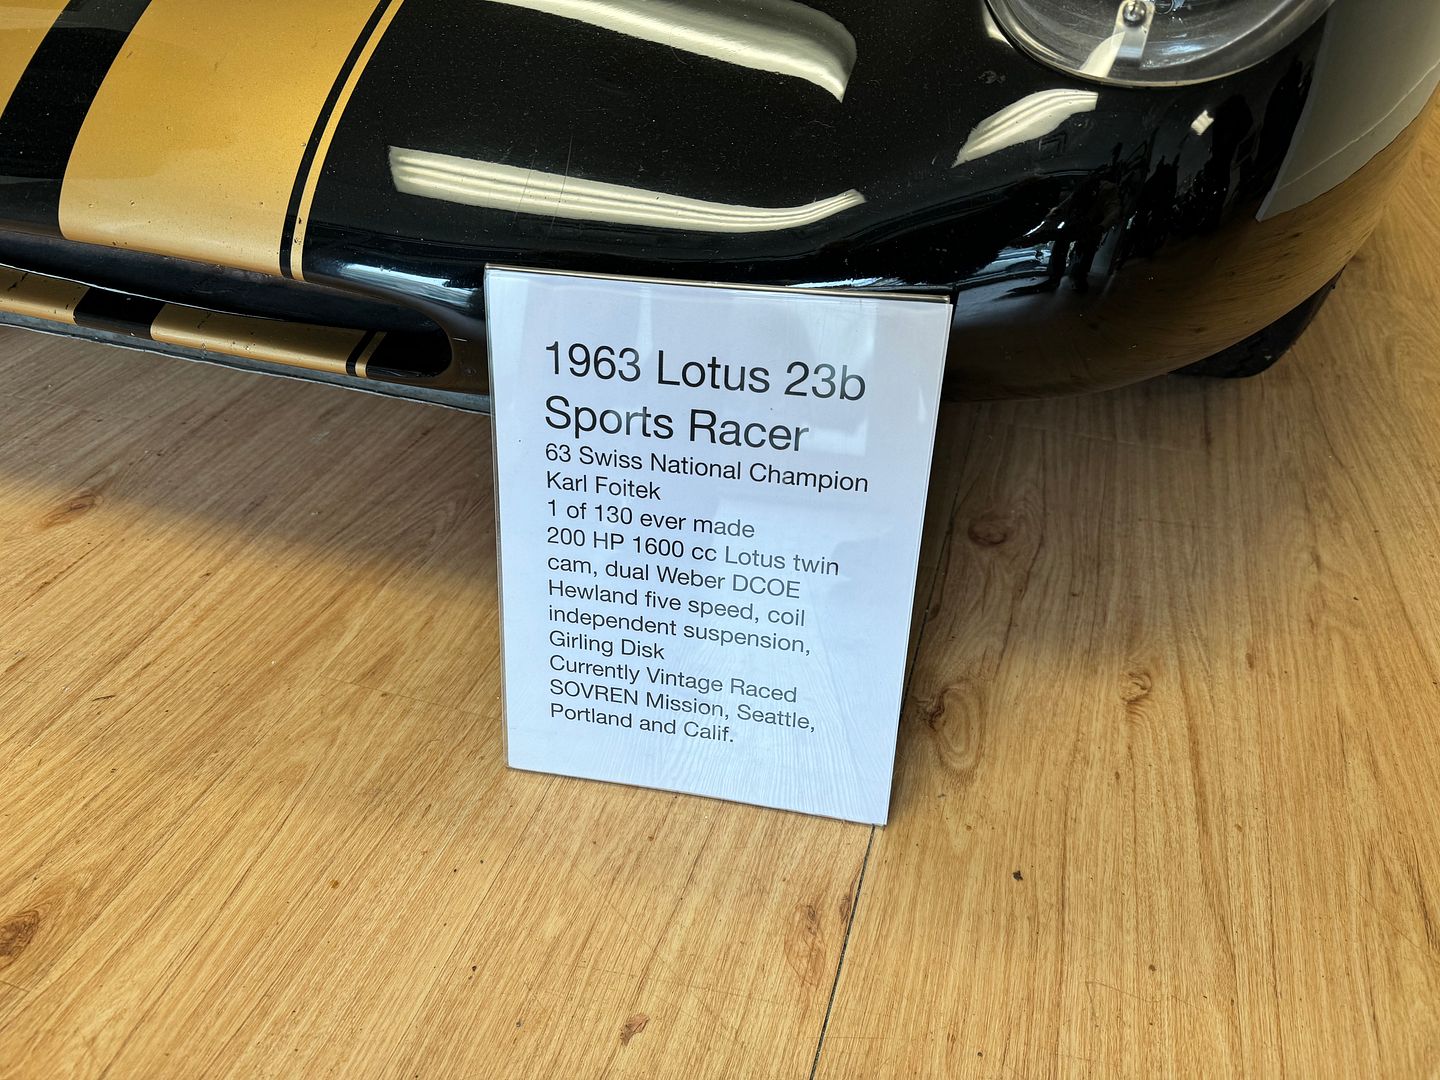 1963 Lotus 23b
Sports Racer
63 Swiss National Champion
Karl Foitek
1 of 130 ever made
200 HP 1600 cc Lotus twin
cam, dual Weber DCOE
Hewland five speed, coil
independent suspension,
Girling Disk
Currently Vintage Raced
SOVREN Mission, Seattle,
Portland and Calif.